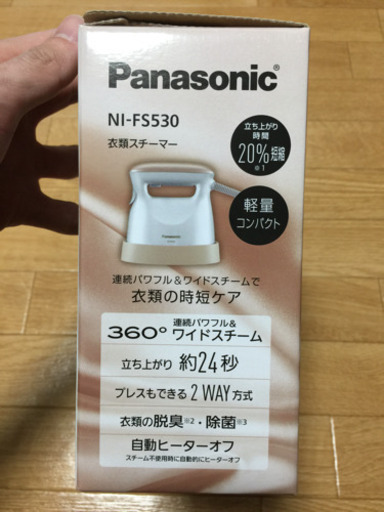 Panasonic
NI-FS530
衣類スチーマー
立ち上がり
時間
20%短縮
※1
軽量
コンパクト
Panasonic
連続パワフル&ワイドスチームで
衣類の時短ケア
連続パワフル&
360°ワイドスチーム
立ち上がり 約24秒
プレスもできる 2 WAY 方式
衣類の脱臭※2・除菌※3
自動ヒーターオフ
スチーム不使用時に自動的にヒーターオフ